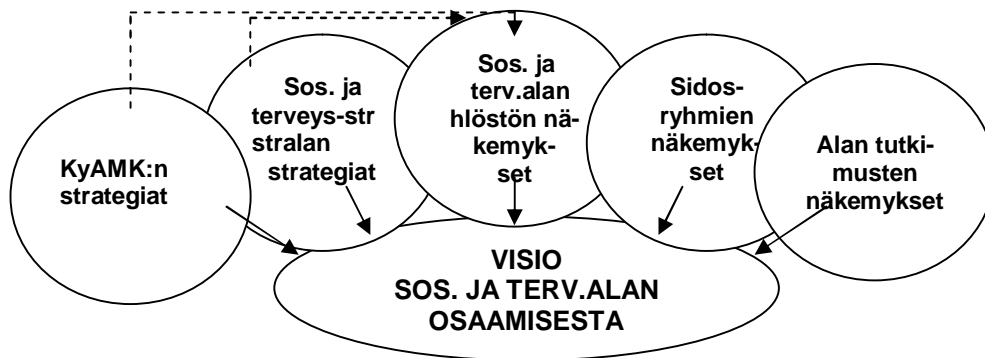 KyAMK:n
strategiat
Sos. ja
terveys-str
stralan
strategiat
Sos. ja
terv.alan
hlöstön nä-
kemyk-
set
Sidos-
ryhmien
näkemyk-
set
Alan tutki-
musten
näkemykset
VISIO
SOS. JA TERV.ALAN
OSAAMISESTA